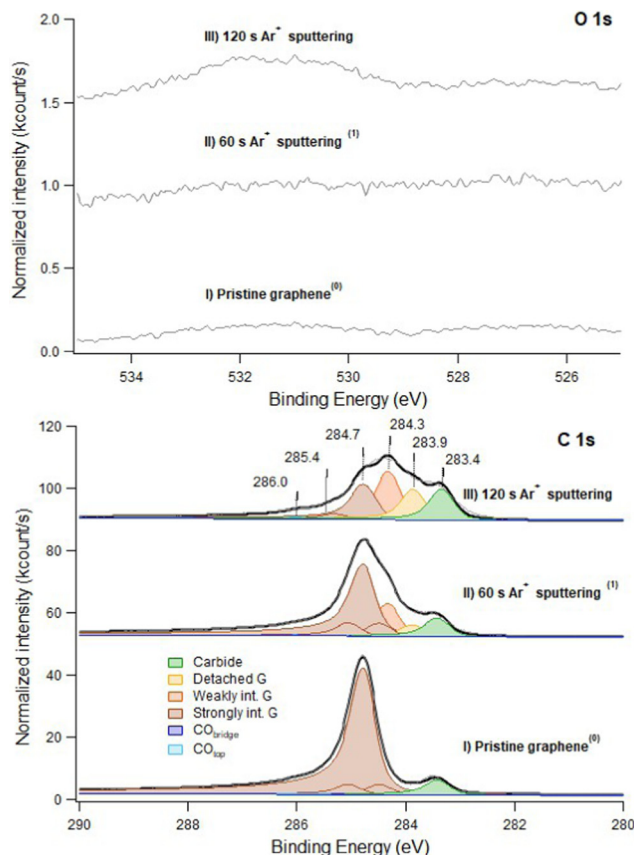 O 1s
2.0
III) 120 s Ar+ sputtering
1.5
II) 60 s Ar+ sputtering (1)
1.0
0.5
I) Pristine graphene(0)
0.0
Normalized intensity (kcount/s)
534 532 530 528 526
Binding Energy (eV)
C 1s
120
284.7 284.3 283.9 283.4
285.4
286.0
100
III) 120 s Ar+ sputtering
80
II) 60 s Ar+ sputtering (1)
60
40
Carbide
Detached G
Weakly int. G
Strongly int. G
CObridge
COtop
I) Pristine graphene(0)
20
0
Normalized intensity (kcount/s)
290 288 286 284 282 280
Binding Energy (eV)